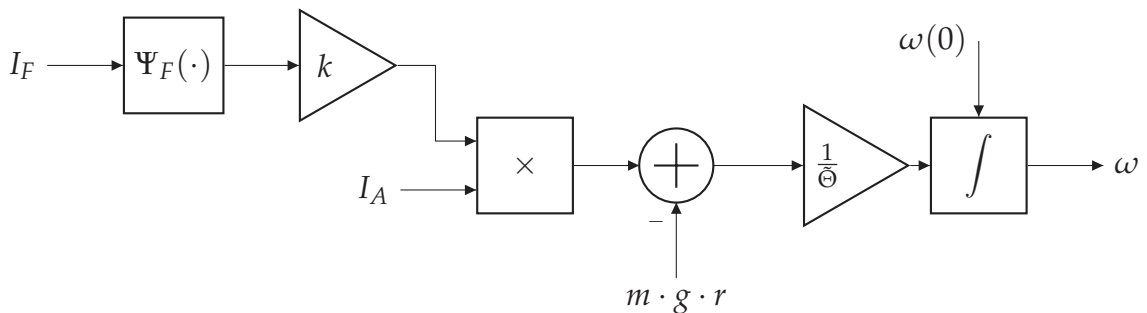 I_F
Ψ_F(·)
k
I_A
×
+
−
m · g · r
1/Θ̃
ω(0)
∫
ω